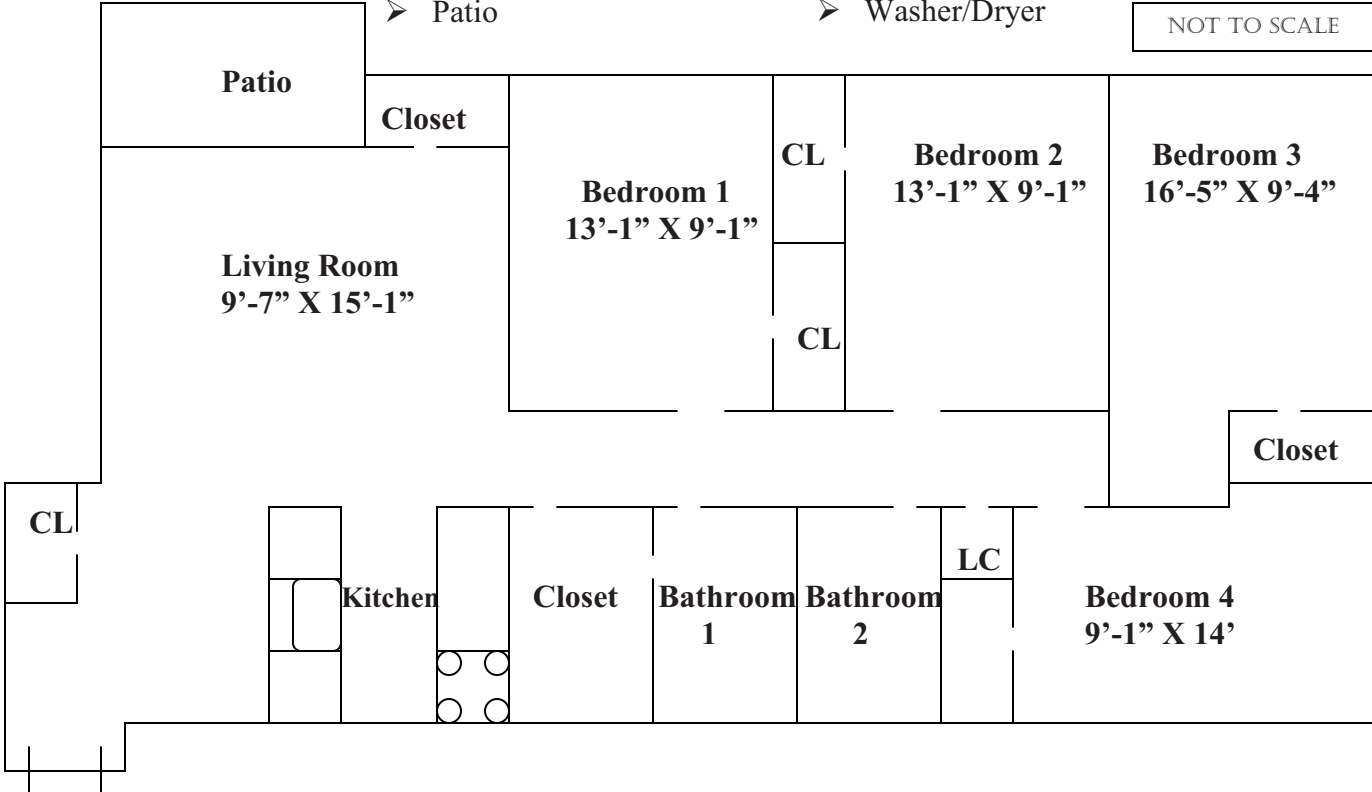 ➢ Patio
➢ Washer/Dryer
NOT TO SCALE
Patio
Closet
CL
Bedroom 1
13’-1” X 9’-1”
Bedroom 2
13’-1” X 9’-1”
Bedroom 3
16’-5” X 9’-4”
Living Room
9’-7” X 15’-1”
CL
Closet
CL
LC
Kitchen
Closet
Bathroom
1
Bathroom
2
Bedroom 4
9’-1” X 14’